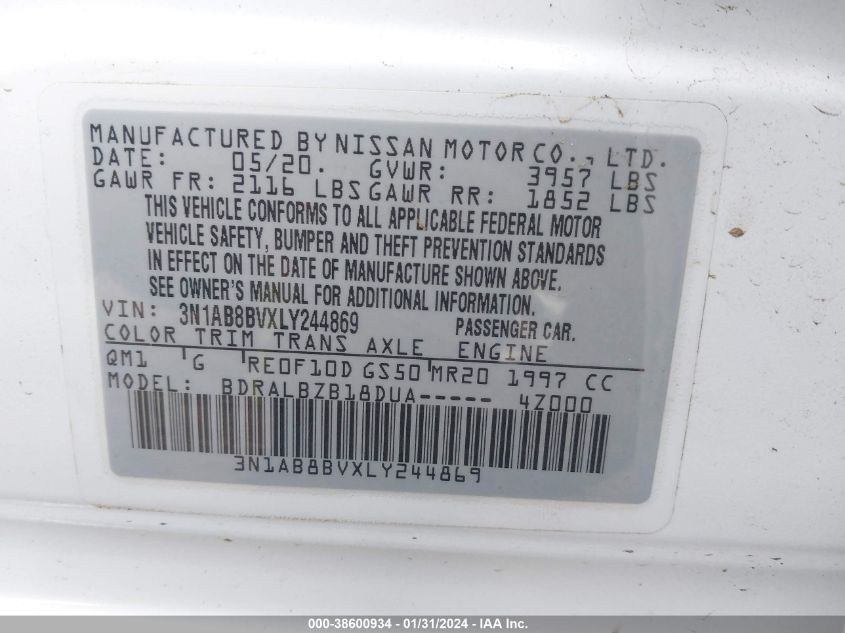 MANUFACTURED BY NISSAN MOTOR CO., LTD.
DATE: 05/20. GVWR: 3957 LBS
GAWR FR: 2116 LBS GAWR RR: 1852 LBS
THIS VEHICLE CONFORMS TO ALL APPLICABLE FEDERAL MOTOR
VEHICLE SAFETY, BUMPER AND THEFT PREVENTION STANDARDS
IN EFFECT ON THE DATE OF MANUFACTURE SHOWN ABOVE.
SEE OWNER'S MANUAL FOR ADDITIONAL INFORMATION.
VIN: 3N1AB8BVXLY244869 PASSENGER CAR.
COLOR TRIM TRANS AXLE ENGINE
QM1 G RE0F10D GS50 MR20 1997 CC
MODEL: BDRALBZB18DUA----- 4Z000
3N1AB8BVXLY244869
000-38600934 - 01/31/2024 - IAA Inc.